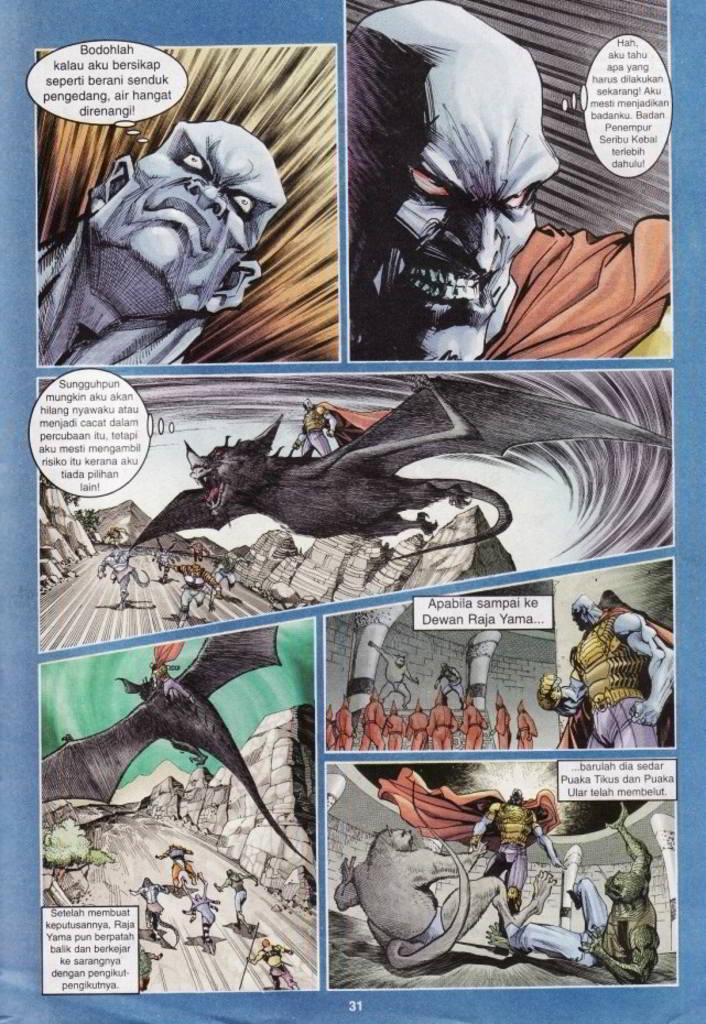 Bodohlah
kalau aku bersikap
seperti berani senduk
pengedang, air hangat
direnangi!
Hah,
aku tahu
apa yang
harus dilakukan
sekarang! Aku
mesti menjadikan
badanku. Badan
Penempur
Seribu Kebal
terlebih
dahulu!
Sungguhpun
mungkin aku akan
hilang nyawaku atau
menjadi cacat dalam
percubaan itu, tetapi
aku mesti mengambil
risiko itu kerana aku
tiada pilihan
lain!
Apabila sampai ke
Dewan Raja Yama...
Setelah membuat
keputusannya, Raja
Yama pun berpatah
balik dan berkejar
ke sarangnya
dengan pengikut-
pengikutnya.
...barulah dia sedar
Puaka Tikus dan Puaka
Ular telah membelut.
31